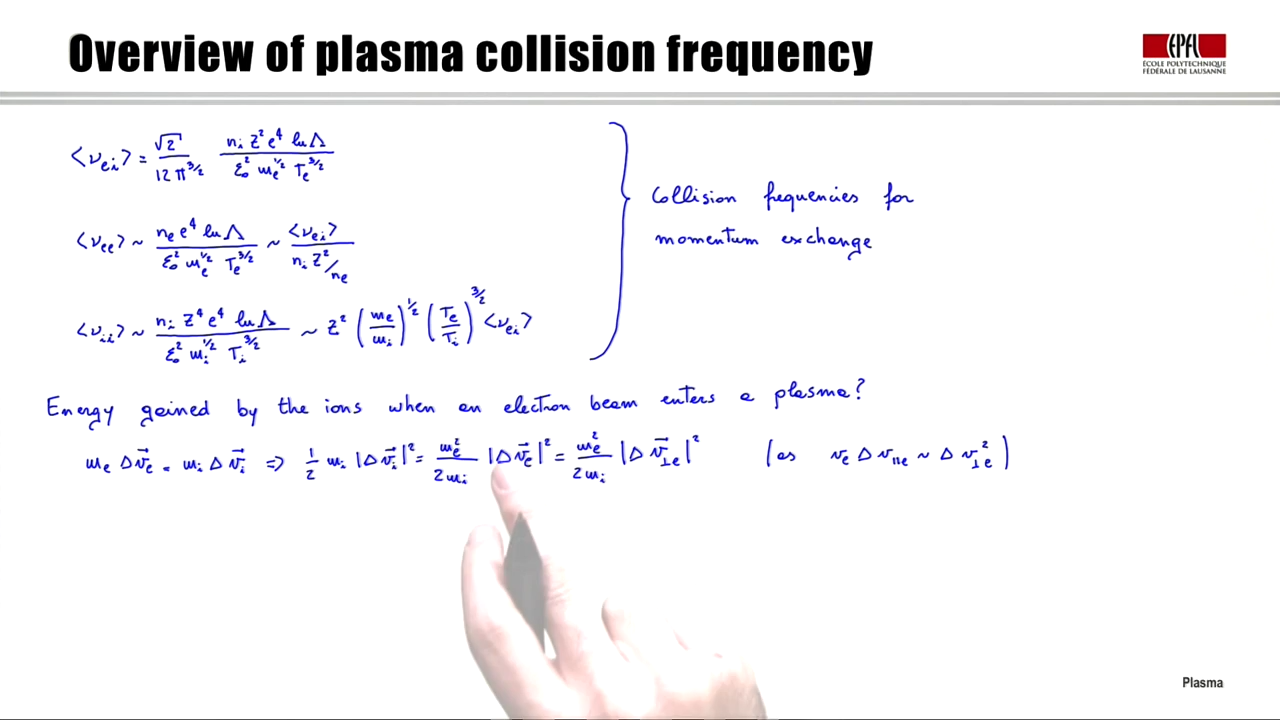 Overview of plasma collision frequency
EPFL
ÉCOLE POLYTECHNIQUE
FÉDÉRALE DE LAUSANNE
<ν_ei> = √2 / (12 π^(3/2)) · n_i Z² e⁴ ln Λ / (ε₀² m_e^(1/2) T_e^(3/2))
<ν_ee> ~ n_e e⁴ ln Λ / (ε₀² m_e^(1/2) T_e^(3/2)) ~ <ν_ei> / (n_i Z² / n_e)
<ν_ii> ~ n_i Z⁴ e⁴ ln Λ / (ε₀² m_i^(1/2) T_i^(3/2)) ~ Z² (m_e/m_i)^(1/2) (T_e/T_i)^(3/2) <ν_ei>
Collision frequencies for
momentum exchange
Energy gained by the ions when an electron beam enters a plasma?
m_e Δv⃗_e = m_i Δv⃗_i => 1/2 m_i |Δv⃗_i|² = m_e²/(2m_i) |Δv⃗_e|² = m_e²/(2m_i) |Δv⃗_⊥e|² (as v_e Δv_∥e ~ Δv_⊥e²)
Plasma